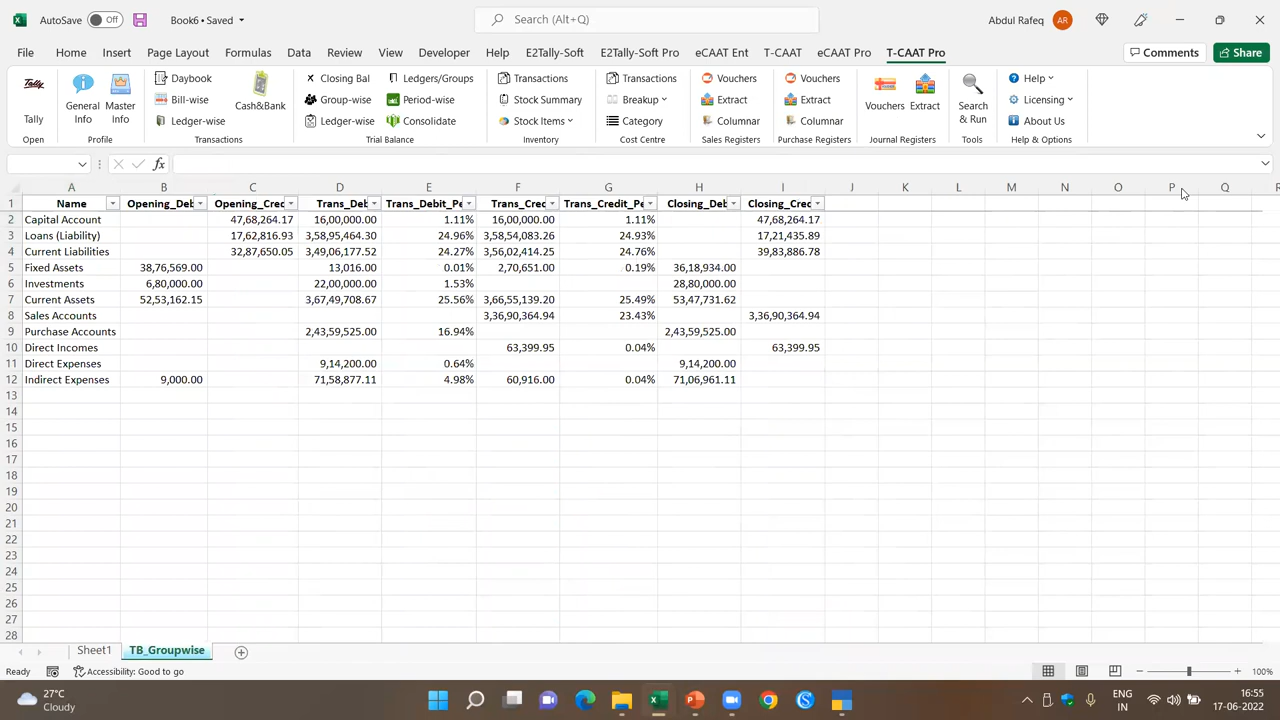 AutoSave Off Book6 • Saved Search (Alt+Q) Abdul Rafeq AR
File Home Insert Page Layout Formulas Data Review View Developer Help E2Tally-Soft E2Tally-Soft Pro eCAAT Ent T-CAAT eCAAT Pro T-CAAT Pro Comments Share
Tally Daybook Closing Bal Ledgers/Groups Transactions Transactions Vouchers Vouchers Help
General Info Master Info Bill-wise Cash&Bank Group-wise Period-wise Stock Summary Breakup Extract Extract Vouchers Extract Search & Run Licensing
Tally Ledger-wise Ledger-wise Consolidate Stock Items Category Columnar Columnar About Us
Open Profile Transactions Trial Balance Inventory Cost Centre Sales Registers Purchase Registers Journal Registers Tools Help & Options
fx
A B C D E F G H I J K L M N O P Q R
1 Name Opening_Deb Opening_Cred Trans_Deb Trans_Debit_Pe Trans_Cred Trans_Credit_Pe Closing_Deb Closing_Cred
2 Capital Account 47,68,264.17 16,00,000.00 1.11% 16,00,000.00 1.11% 47,68,264.17
3 Loans (Liability) 17,62,816.93 3,58,95,464.30 24.96% 3,58,54,083.26 24.93% 17,21,435.89
4 Current Liabilities 32,87,650.05 3,49,06,177.52 24.27% 3,56,02,414.25 24.76% 39,83,886.78
5 Fixed Assets 38,76,569.00 13,016.00 0.01% 2,70,651.00 0.19% 36,18,934.00
6 Investments 6,80,000.00 22,00,000.00 1.53% 28,80,000.00
7 Current Assets 52,53,162.15 3,67,49,708.67 25.56% 3,66,55,139.20 25.49% 53,47,731.62
8 Sales Accounts 3,36,90,364.94 23.43% 3,36,90,364.94
9 Purchase Accounts 2,43,59,525.00 16.94% 2,43,59,525.00
10 Direct Incomes 63,399.95 0.04% 63,399.95
11 Direct Expenses 9,14,200.00 0.64% 9,14,200.00
12 Indirect Expenses 9,000.00 71,58,877.11 4.98% 60,916.00 0.04% 71,06,961.11
13
14
15
16
17
18
19
20
21
22
23
24
25
26
27
28
Sheet1 TB_Groupwise
Ready Accessibility: Good to go 100%
27°C ENG 16:55
Cloudy IN 17-06-2022